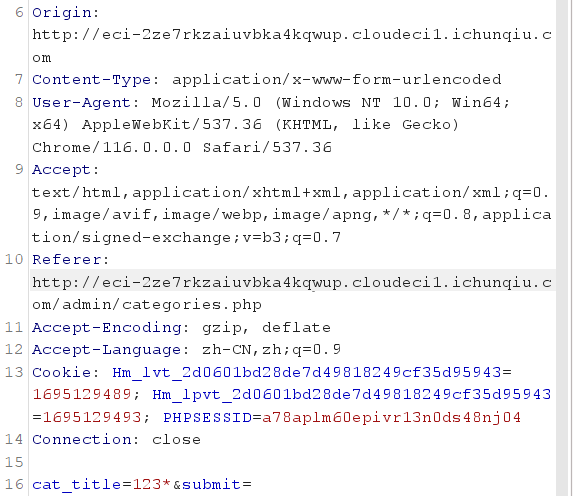 6 Origin:
http://eci-2ze7rkzaiuvbka4kqwup.cloudeci1.ichunqiu.c
om
7 Content-Type: application/x-www-form-urlencoded
8 User-Agent: Mozilla/5.0 (Windows NT 10.0; Win64;
x64) AppleWebKit/537.36 (KHTML, like Gecko)
Chrome/116.0.0.0 Safari/537.36
9 Accept:
text/html,application/xhtml+xml,application/xml;q=0.
9,image/avif,image/webp,image/apng,*/*;q=0.8,applica
tion/signed-exchange;v=b3;q=0.7
10 Referer:
http://eci-2ze7rkzaiuvbka4kqwup.cloudeci1.ichunqiu.c
om/admin/categories.php
11 Accept-Encoding: gzip, deflate
12 Accept-Language: zh-CN,zh;q=0.9
13 Cookie: Hm_lvt_2d0601bd28de7d49818249cf35d95943=
1695129489; Hm_lpvt_2d0601bd28de7d49818249cf35d95943
=1695129493; PHPSESSID=a78aplm60epivr13n0ds48nj04
14 Connection: close
15
16 cat_title=123*&submit=